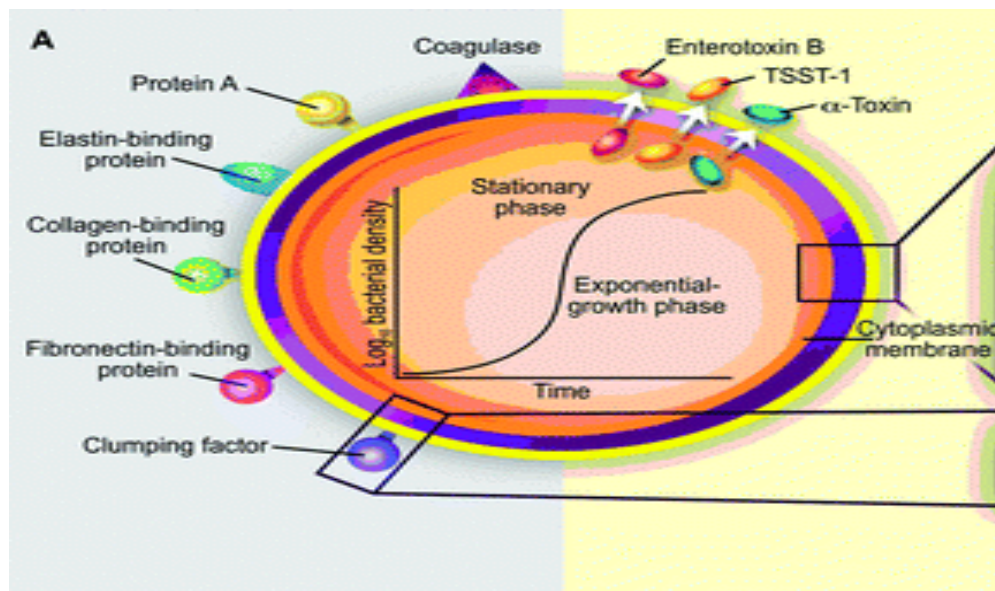 A
Coagulase
Enterotoxin B
TSST-1
α-Toxin
Protein A
Elastin-binding
protein
Collagen-binding
protein
Fibronectin-binding
protein
Clumping factor
Stationary
phase
Exponential-
growth phase
Log₁₀ bacterial density
Time
Cytoplasmic
membrane